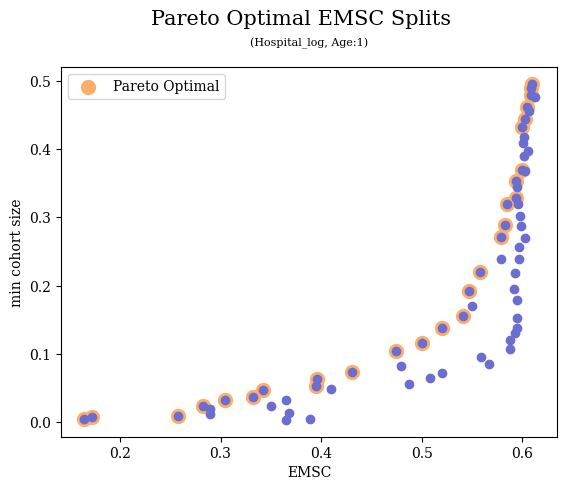 Pareto Optimal EMSC Splits
(Hospital_log, Age:1)
Pareto Optimal
0.5
0.4
0.3
0.2
0.1
0.0
min cohort size
0.2 0.3 0.4 0.5 0.6
EMSC